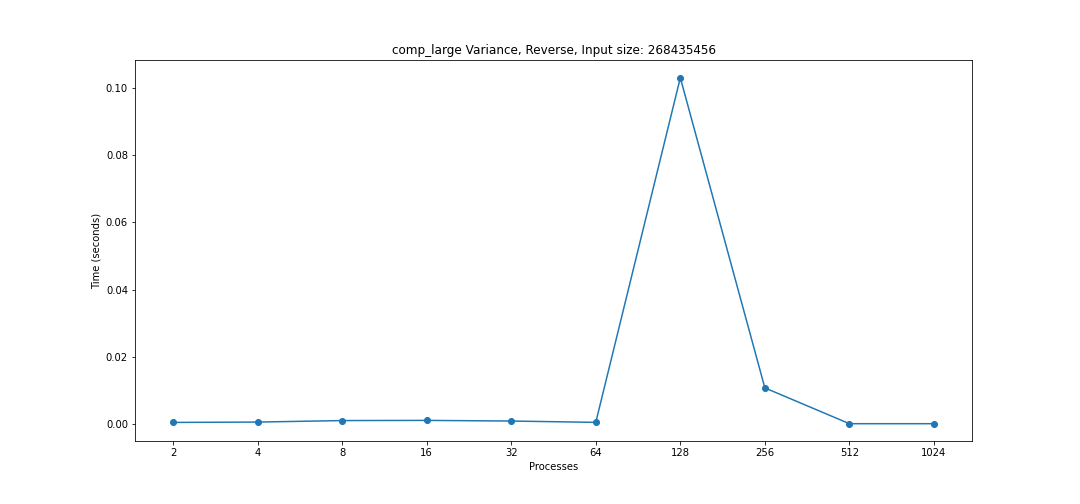 comp_large Variance, Reverse, Input size: 268435456
0.10
0.08
0.06
0.04
0.02
0.00
Time (seconds)
2 4 8 16 32 64 128 256 512 1024
Processes